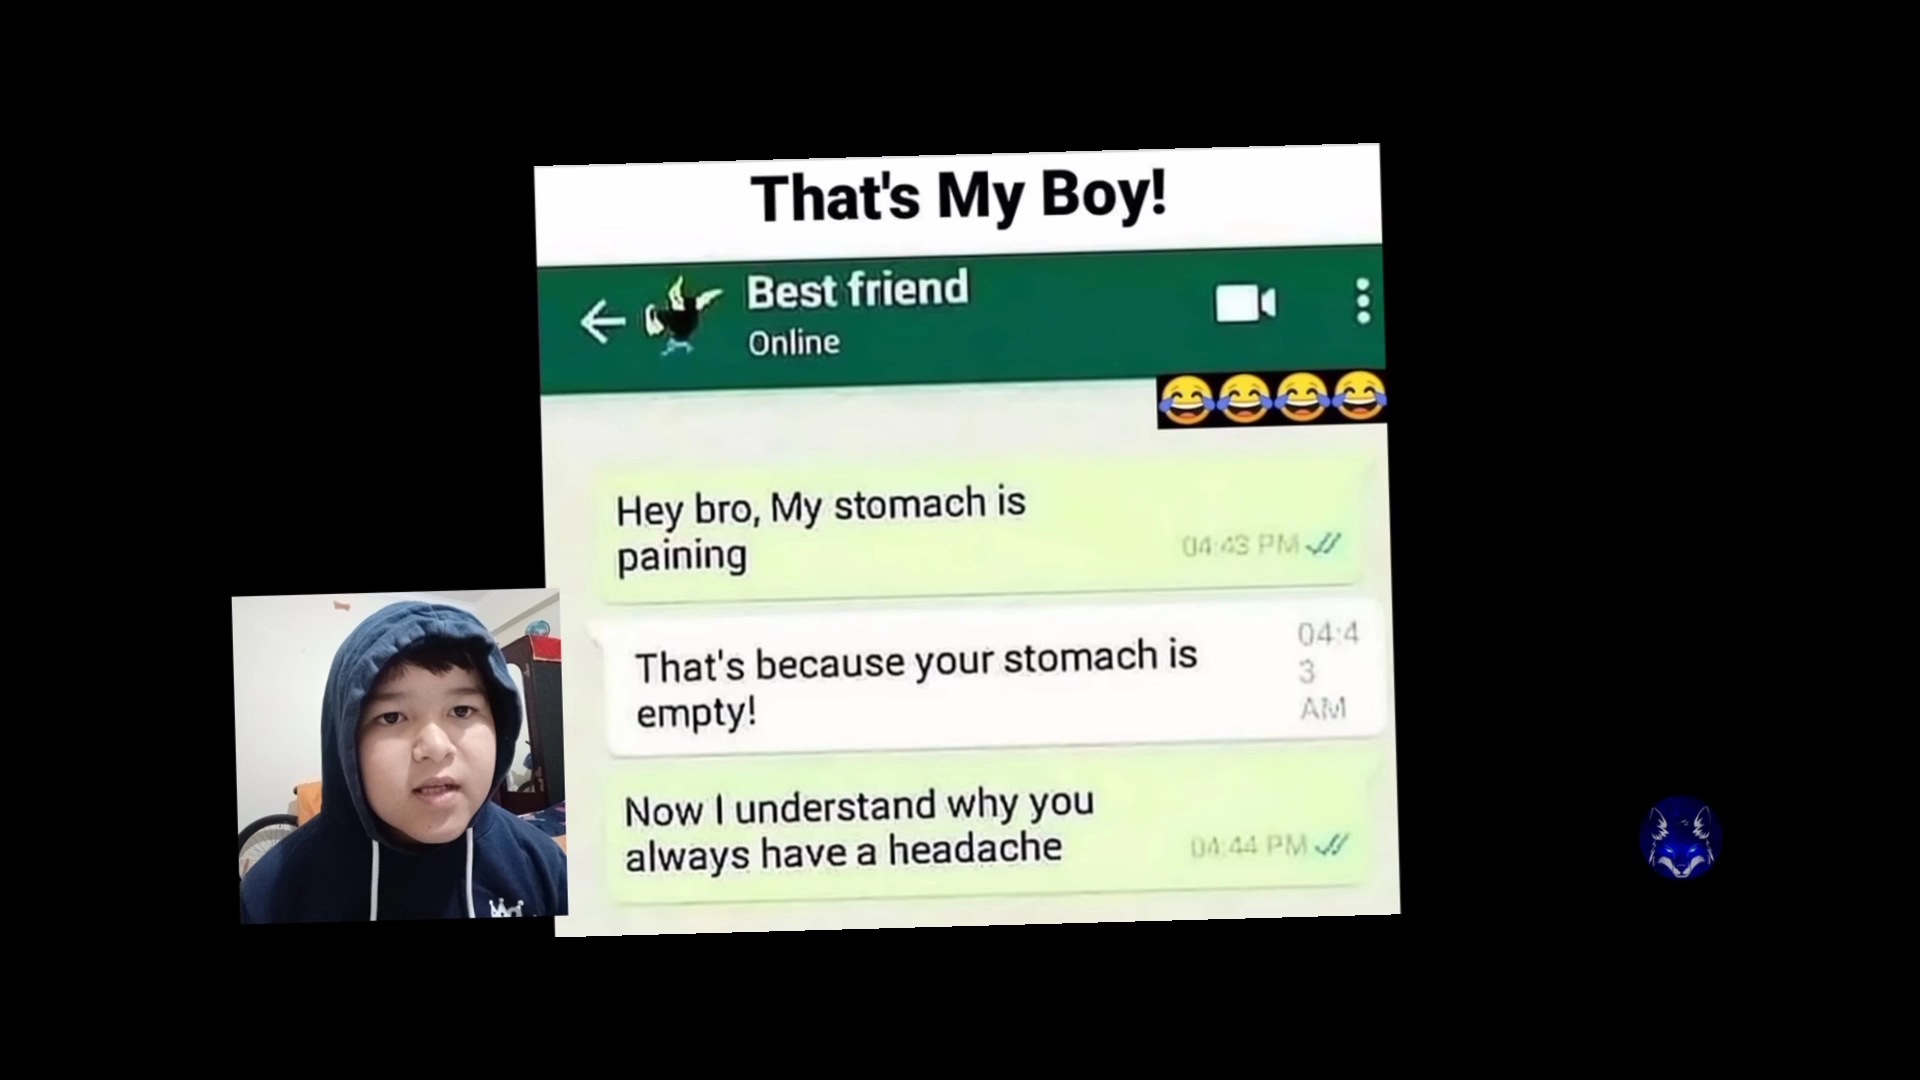 That's My Boy!
Best friend
Online
😂😂😂😂
Hey bro, My stomach is
paining
04:43 PM
That's because your stomach is
empty!
04:4
3
AM
Now I understand why you
always have a headache
04:44 PM